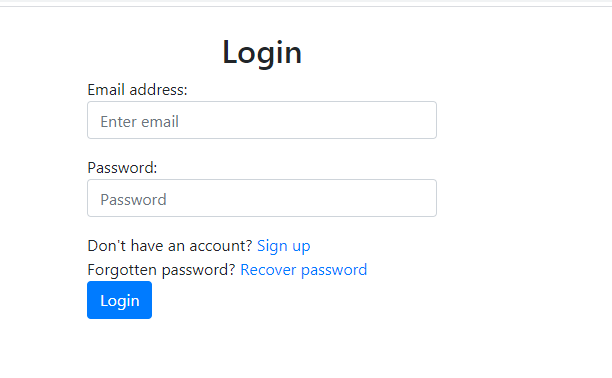 Login
Email address:
Enter email
Password:
Password
Don't have an account? Sign up
Forgotten password? Recover password
Login